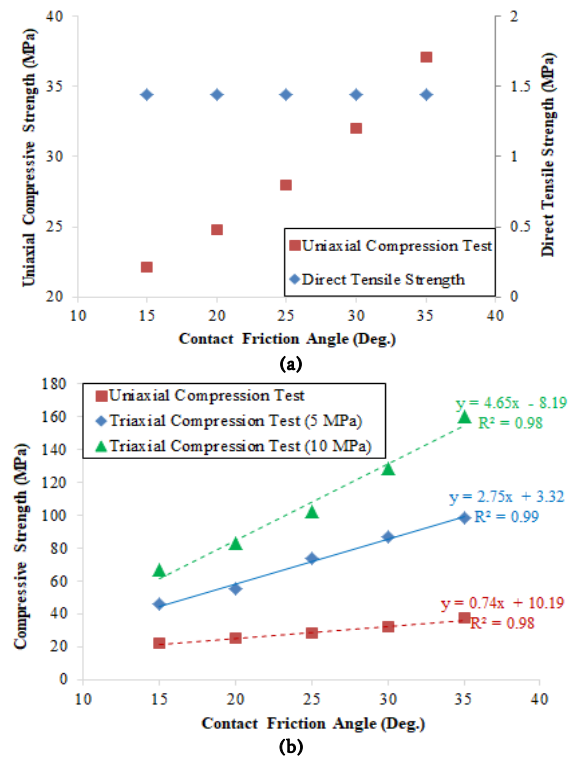 40
35
30
25
20
2
1.5
1
0.5
0
10
15
20
25
30
35
40
Uniaxial Compressive Strength (MPa)
Direct Tensile Strength (MPa)
Uniaxial Compression Test
Direct Tensile Strength
Contact Friction Angle (Deg.)
(a)
180
160
140
120
100
80
60
40
20
0
10
15
20
25
30
35
40
Compressive Strength (MPa)
Uniaxial Compression Test
Triaxial Compression Test (5 MPa)
Triaxial Compression Test (10 MPa)
y = 4.65x - 8.19
R² = 0.98
y = 2.75x + 3.32
R² = 0.99
y = 0.74x + 10.19
R² = 0.98
Contact Friction Angle (Deg.)
(b)